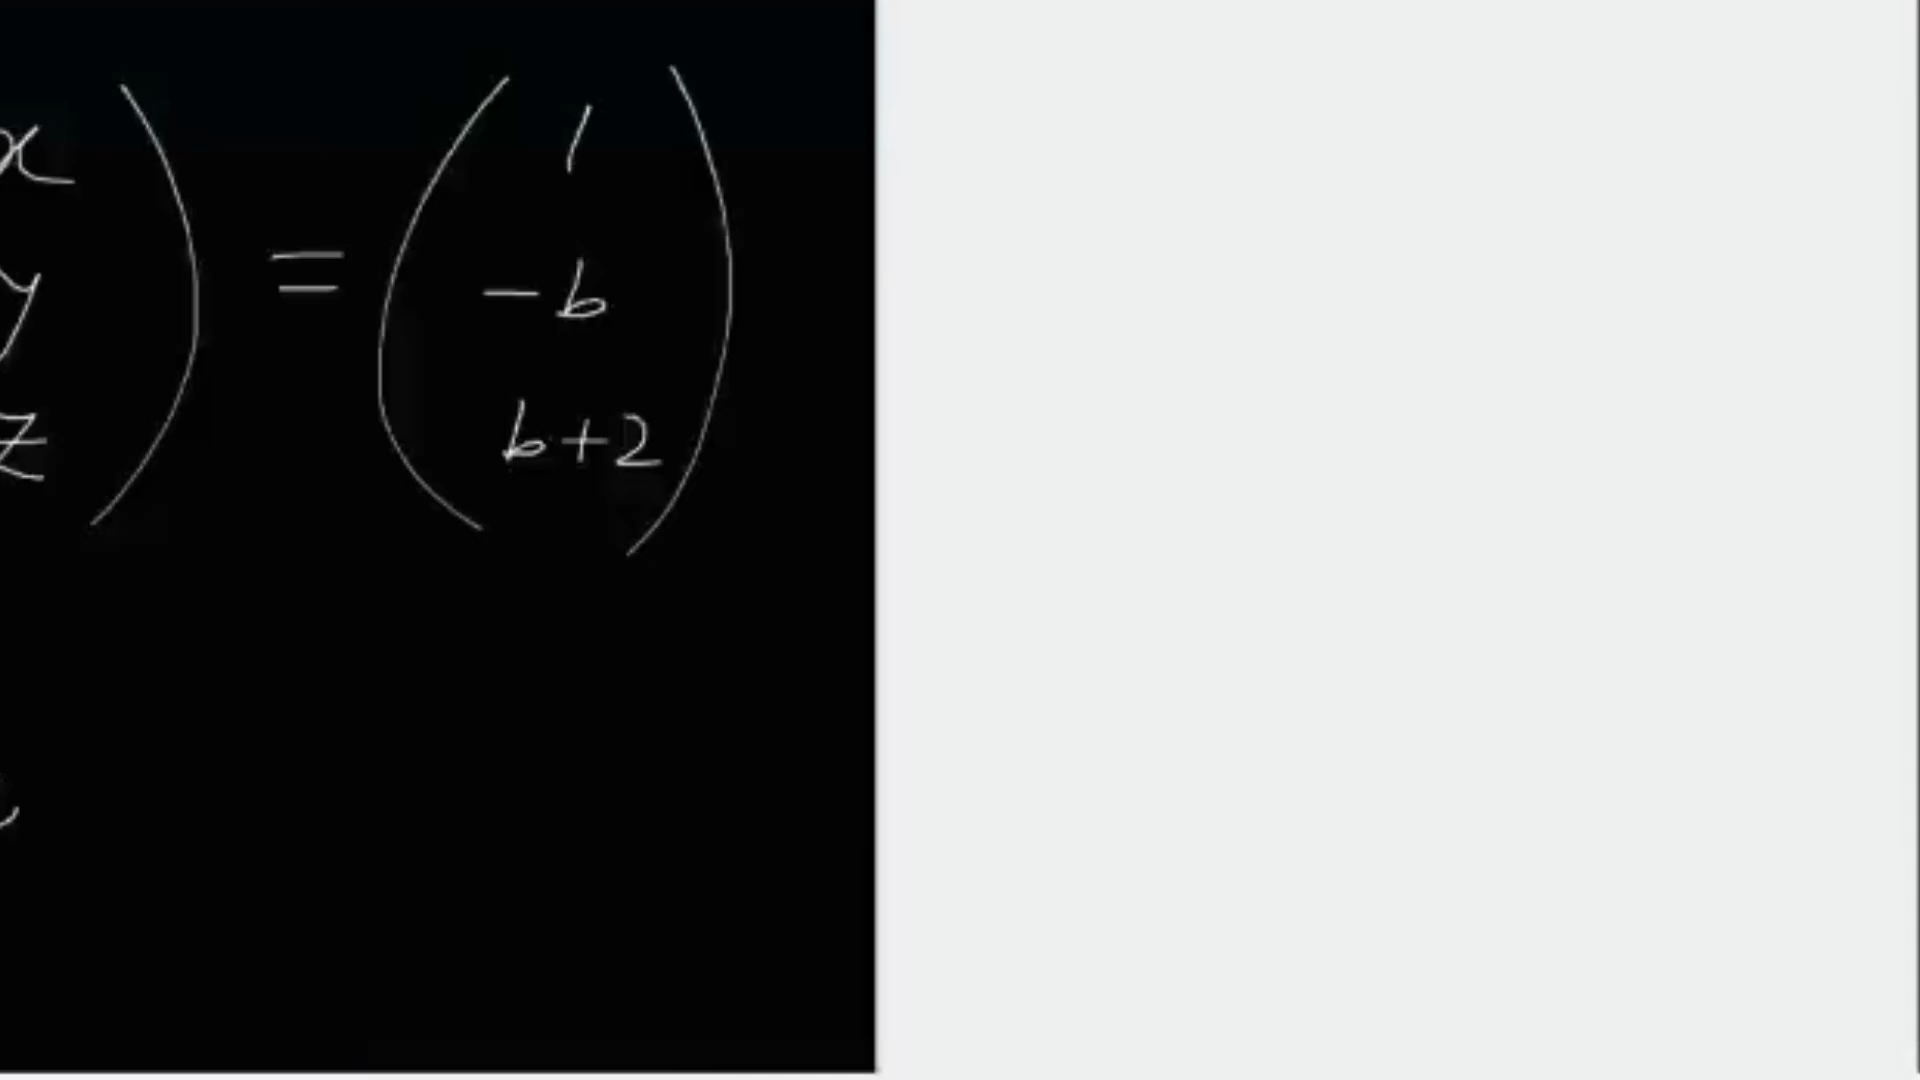 x 1
y = -b
z b+2